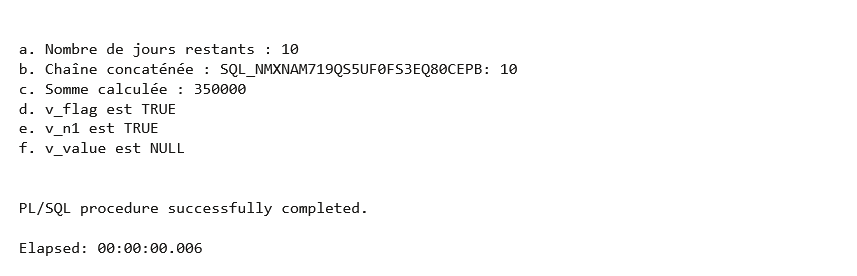 a. Nombre de jours restants : 10
b. Chaîne concaténée : SQL_NMXNAM719QS5UF0FS3EQ80CEPB: 10
c. Somme calculée : 350000
d. v_flag est TRUE
e. v_n1 est TRUE
f. v_value est NULL
PL/SQL procedure successfully completed.
Elapsed: 00:00:00.006